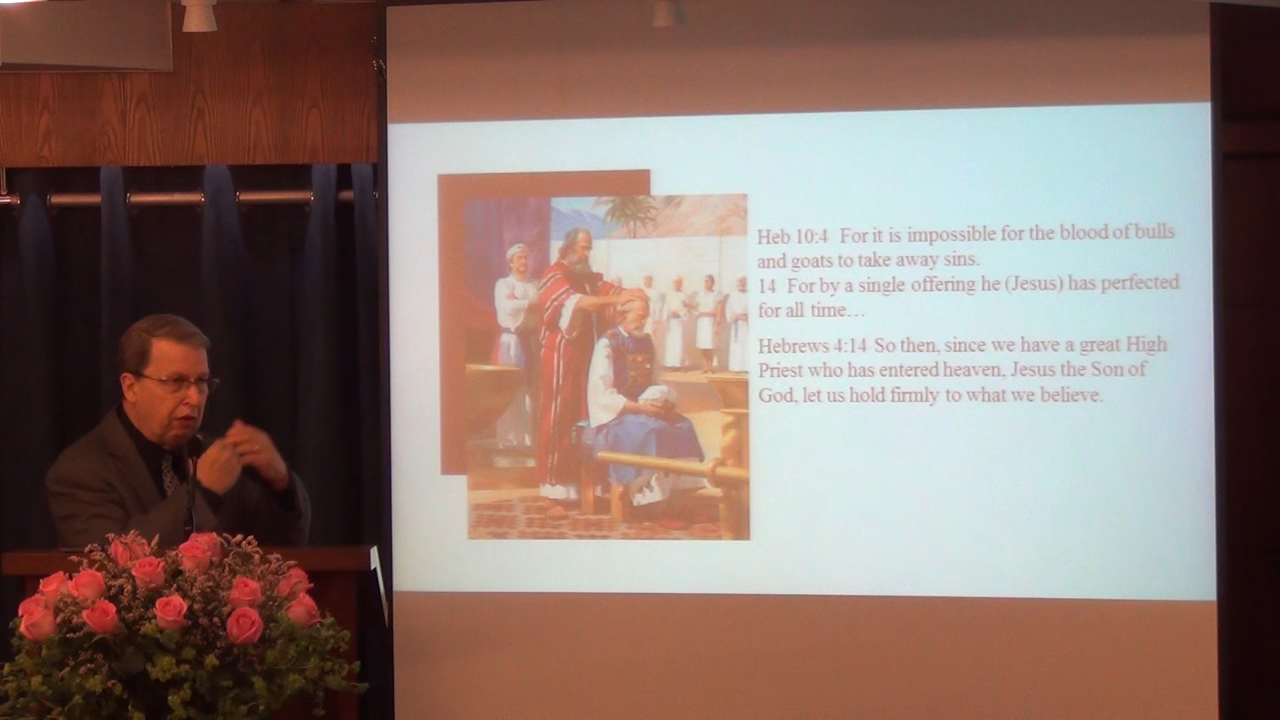 Heb 10:4  For it is impossible for the blood of bulls
and goats to take away sins.
14  For by a single offering he (Jesus) has perfected
for all time…
Hebrews 4:14 So then, since we have a great High
Priest who has entered heaven, Jesus the Son of
God, let us hold firmly to what we believe.